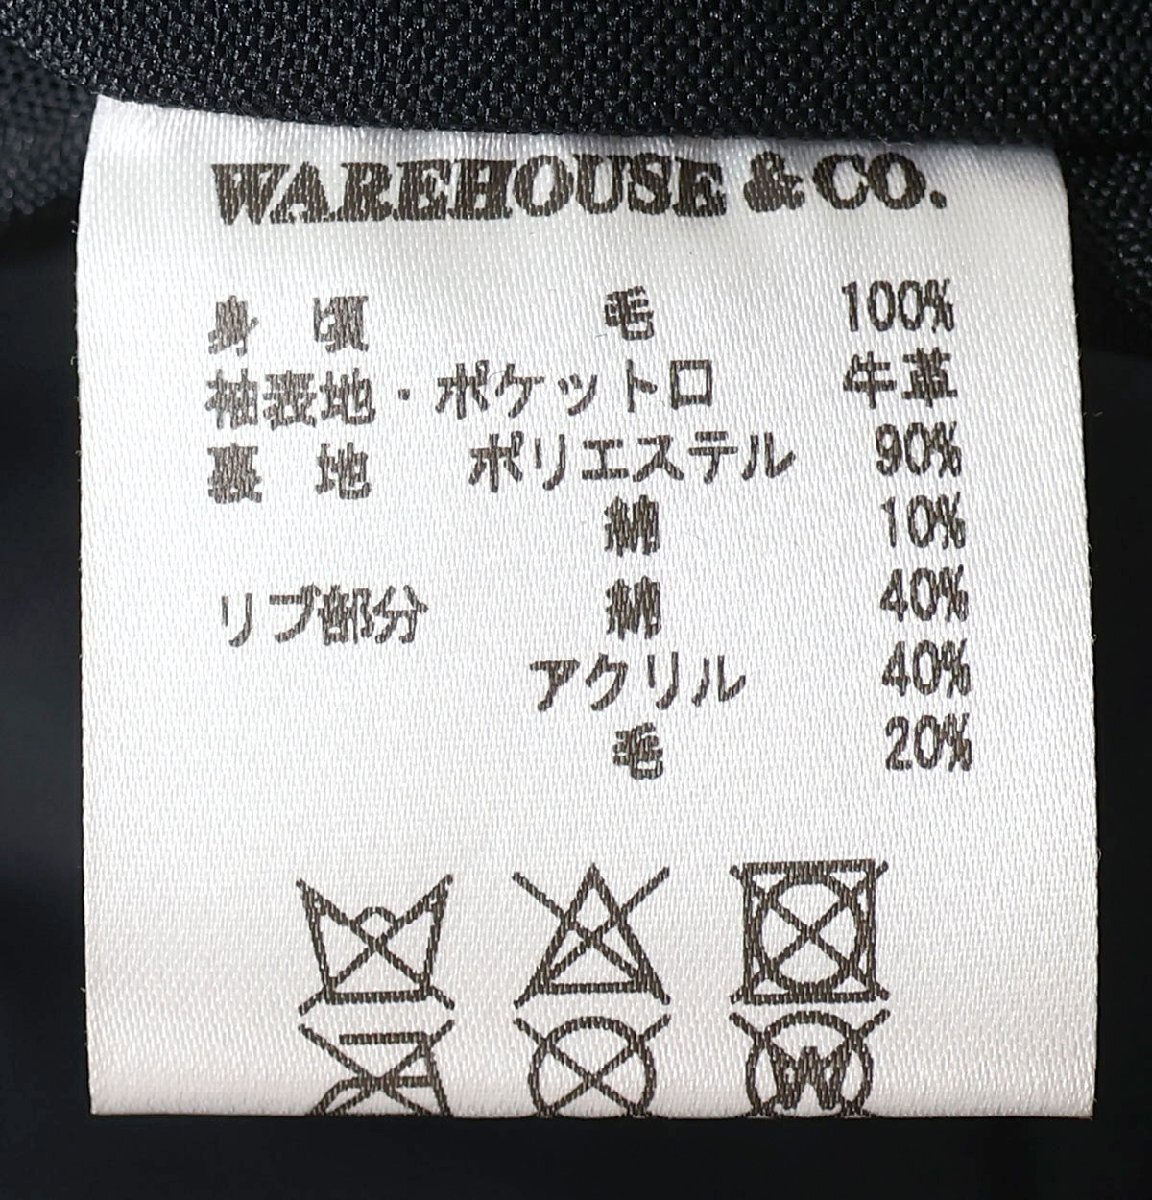 WAREHOUSE & CO.
身 頃 毛 100%
袖表地・ポケット口 牛革
裏 地 ポリエステル 90%
綿 10%
リブ部分 綿 40%
アクリル 40%
毛 20%
W